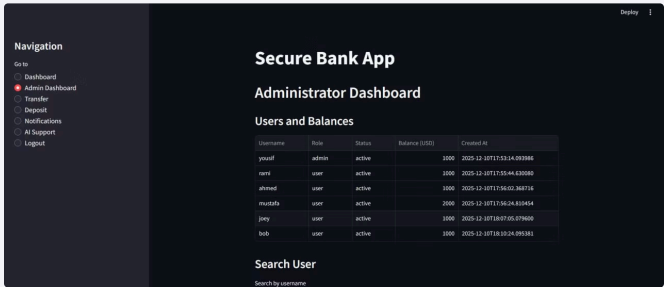 Deploy
Navigation
Go to
Dashboard
Admin Dashboard
Transfer
Deposit
Notifications
AI Support
Logout
Secure Bank App
Administrator Dashboard
Users and Balances
Username Role Status Balance (USD) Created At
yousif admin active 1000 2025-12-10T17:53:14.093986
rami user active 1000 2025-12-10T17:55:44.630080
ahmed user active 1000 2025-12-10T17:56:02.368716
mustafa user active 2000 2025-12-10T17:56:24.810454
joey user active 1000 2025-12-10T18:07:05.079600
bob user active 1000 2025-12-10T18:10:24.095381
Search User
Search by username